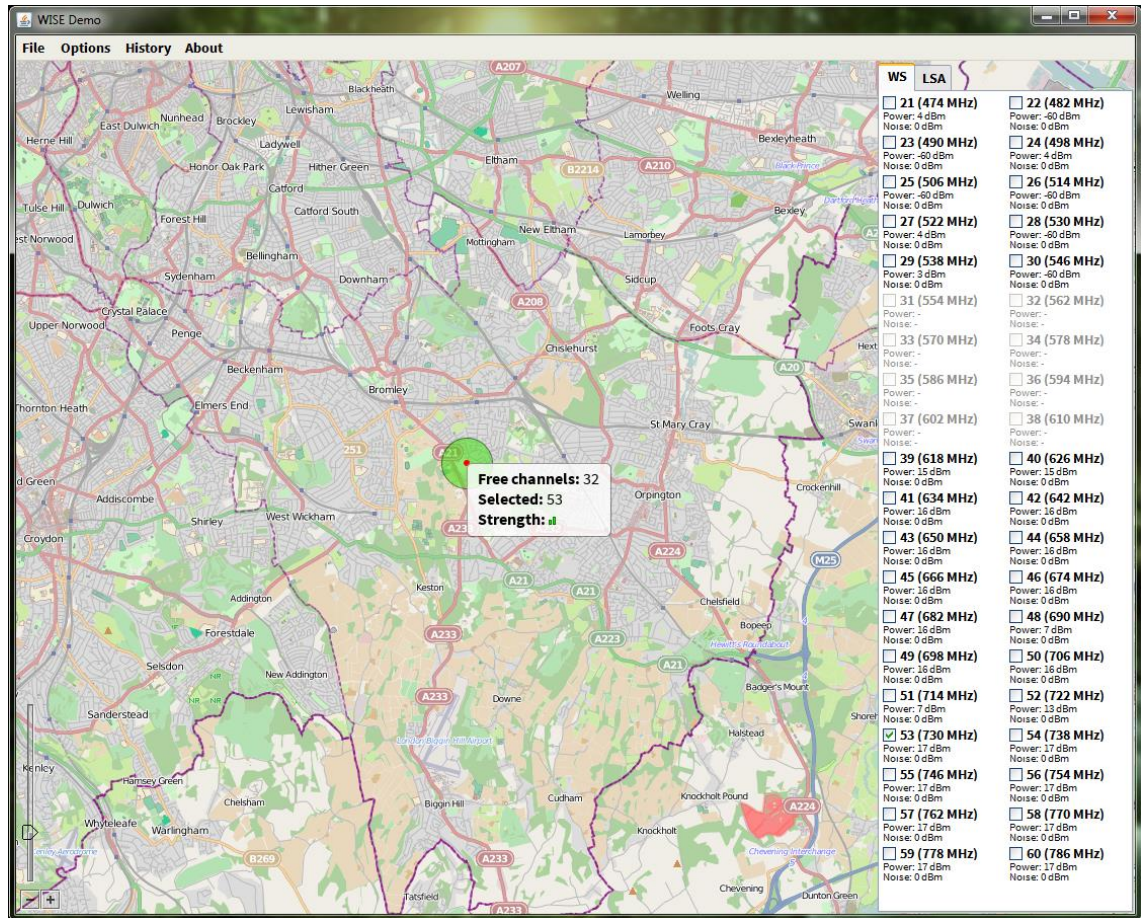 WISE Demo
File Options History About
A207
Blackheath
Welling
Lewisham
Nunhead Brockley
East Dulwich
Herne Hill
Ladywell
Bexleyheath
Eltham
Honor Oak Park
Hither Green
B2214
A210
Black Prince
Catford
Tulse Hill Dulwich
Catford South
Forest Hill
Bexley
New Eltham
Lamorbey
est Norwood
Mottingham
Bellingham
Sydenham
Downham
Sidcup
A208
Crystal Palace
Upper Norwood
Penge
Foots Cray
Chislehurst
Hext
A20
Beckenham
Bromley
Elmers End
Thornton Heath
St Mary Cray
Swanl
A21
251
d Green
Addiscombe
Orpington
Crockenhill
Shirley
West Wickham
Croydon
A23
A224
M25
A21
A21
Keston
Addington
Chelsfield
Forestdale
A233
A223
Bopeep
Hewitt's Roundabout
A21
Selsdon
New Addington
NR NR
Badger's Mount
A233
Downe
Sanderstead
Shoreh
London Biggin Hill Airport
Halstead
Kenley
Hamsey Green
Chelsham
Biggin Hill
Cudham
Knockholt Pound
A224
Whyteleafe
Warlingham
Knockholt
enley Aerodrome
B269
A233
Chevening Interchange
Chevening
Tatsfield
Dunton Green
A233
Free channels: 32
Selected: 53
Strength:
WS LSA
21 (474 MHz) 22 (482 MHz)
Power: 4 dBm Power: -60 dBm
Noise: 0 dBm Noise: 0 dBm
23 (490 MHz) 24 (498 MHz)
Power: -60 dBm Power: 4 dBm
Noise: 0 dBm Noise: 0 dBm
25 (506 MHz) 26 (514 MHz)
Power: -60 dBm Power: -60 dBm
Noise: 0 dBm Noise: 0 dBm
27 (522 MHz) 28 (530 MHz)
Power: 4 dBm Power: -60 dBm
Noise: 0 dBm Noise: 0 dBm
29 (538 MHz) 30 (546 MHz)
Power: 3 dBm Power: -60 dBm
Noise: 0 dBm Noise: 0 dBm
31 (554 MHz) 32 (562 MHz)
Power: - Power: -
Noise: - Noise: -
33 (570 MHz) 34 (578 MHz)
Power: - Power: -
Noise: - Noise: -
35 (586 MHz) 36 (594 MHz)
Power: - Power: -
Noise: - Noise: -
37 (602 MHz) 38 (610 MHz)
Power: - Power: -
Noise: - Noise: -
39 (618 MHz) 40 (626 MHz)
Power: 15 dBm Power: 15 dBm
Noise: 0 dBm Noise: 0 dBm
41 (634 MHz) 42 (642 MHz)
Power: 16 dBm Power: 16 dBm
Noise: 0 dBm Noise: 0 dBm
43 (650 MHz) 44 (658 MHz)
Power: 16 dBm Power: 16 dBm
Noise: 0 dBm Noise: 0 dBm
45 (666 MHz) 46 (674 MHz)
Power: 16 dBm Power: 16 dBm
Noise: 0 dBm Noise: 0 dBm
47 (682 MHz) 48 (690 MHz)
Power: 16 dBm Power: 7 dBm
Noise: 0 dBm Noise: 0 dBm
49 (698 MHz) 50 (706 MHz)
Power: 16 dBm Power: 16 dBm
Noise: 0 dBm Noise: 0 dBm
51 (714 MHz) 52 (722 MHz)
Power: 7 dBm Power: 13 dBm
Noise: 0 dBm Noise: 0 dBm
53 (730 MHz) 54 (738 MHz)
Power: 17 dBm Power: 17 dBm
Noise: 0 dBm Noise: 0 dBm
55 (746 MHz) 56 (754 MHz)
Power: 17 dBm Power: 17 dBm
Noise: 0 dBm Noise: 0 dBm
57 (762 MHz) 58 (770 MHz)
Power: 17 dBm Power: 17 dBm
Noise: 0 dBm Noise: 0 dBm
59 (778 MHz) 60 (786 MHz)
Power: 17 dBm Power: 17 dBm
Noise: 0 dBm Noise: 0 dBm